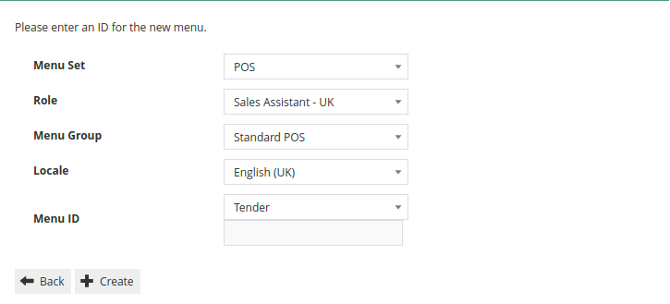 Please enter an ID for the new menu.
Menu Set POS
Role Sales Assistant - UK
Menu Group Standard POS
Locale English (UK)
Menu ID Tender
Back Create